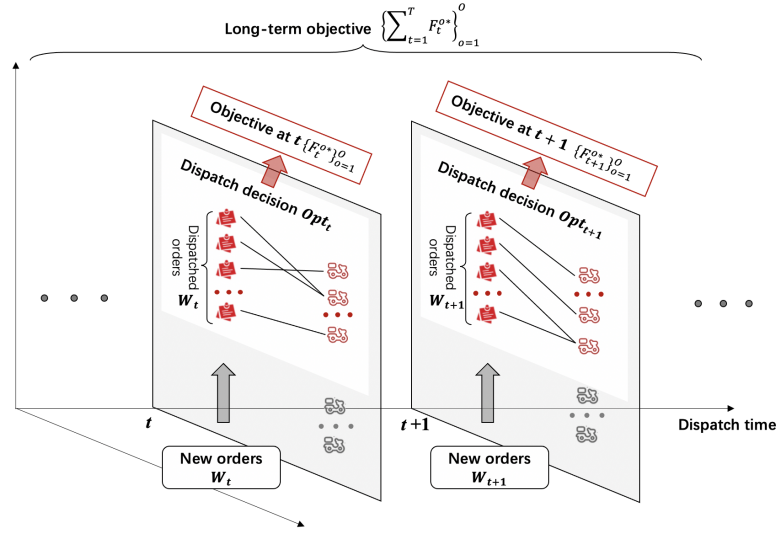 Long-term objective {∑_{t=1}^{T} F_t^{o*}}_{o=1}^{O}
Objective at t {F_t^{o*}}_{o=1}^{O}
Dispatch decision Opt_t
Dispatched
orders
W_t
t
New orders
W_t
Objective at t + 1 {F_{t+1}^{o*}}_{o=1}^{O}
Dispatch decision Opt_{t+1}
Dispatched
orders
W_{t+1}
t+1
New orders
W_{t+1}
Dispatch time